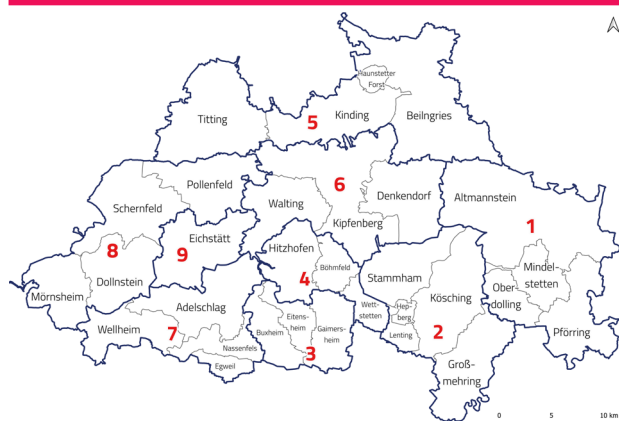 Haunstetter
Forst
Kinding
5
Titting
Beilngries
Pollenfeld
6
Walting
Denkendorf
Altmannstein
Schernfeld
Kipfenberg
1
Eichstätt
8
9
Hitzhofen
Böhmfeld
4
Stammham
Mindel-
stetten
Ober-
dolling
Dollnstein
Mörnsheim
Adelschlag
Kösching
Wett-
stetten
Hep-
berg
Wellheim
7
Buxheim
Eitens-
heim
Gaimers-
heim
Lenting
2
Pförring
Nassenfels
3
Egweil
Groß-
mehring
0 5 10 km